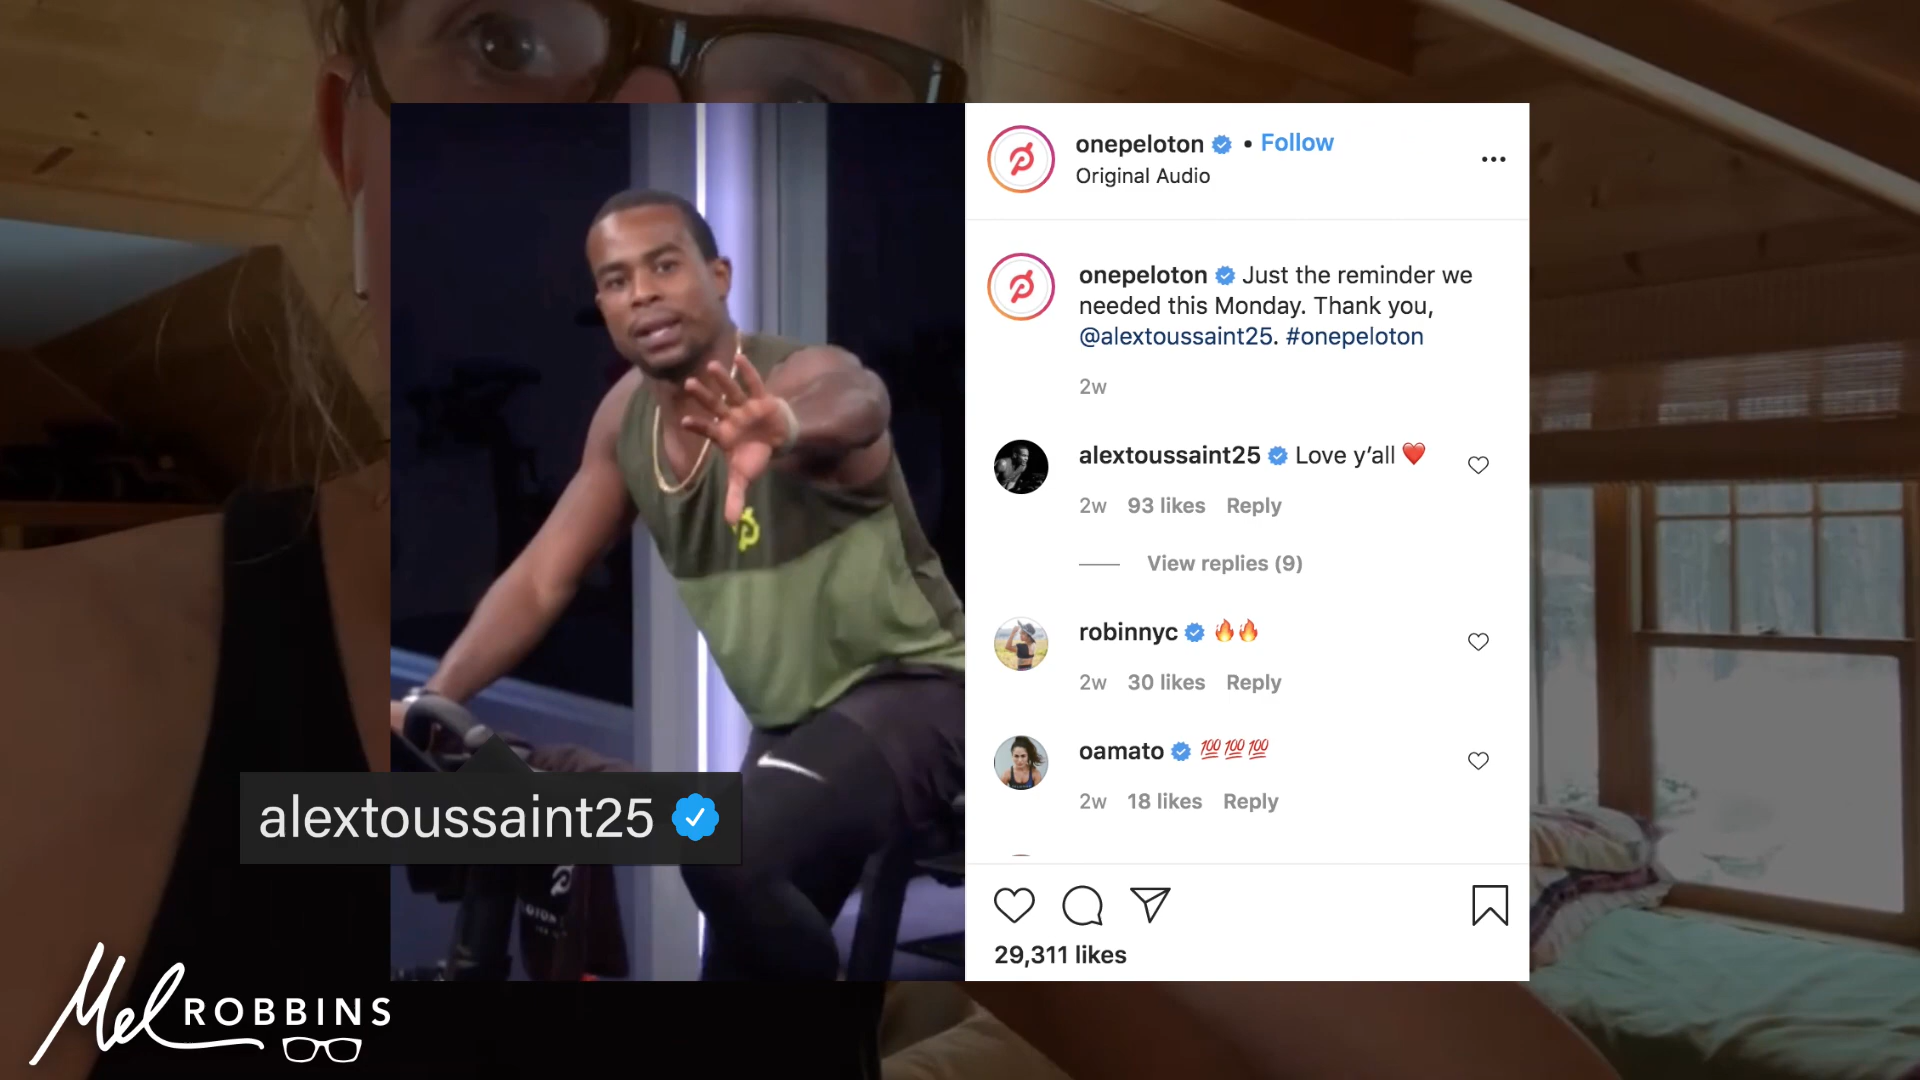 onepeloton • Follow
Original Audio
onepeloton Just the reminder we
needed this Monday. Thank you,
@alextoussaint25. #onepeloton
2w
alextoussaint25 Love y’all ❤️
2w 93 likes Reply
View replies (9)
robinnyc 🔥🔥
2w 30 likes Reply
oamato 💯💯💯
2w 18 likes Reply
29,311 likes
alextoussaint25
Mel ROBBINS